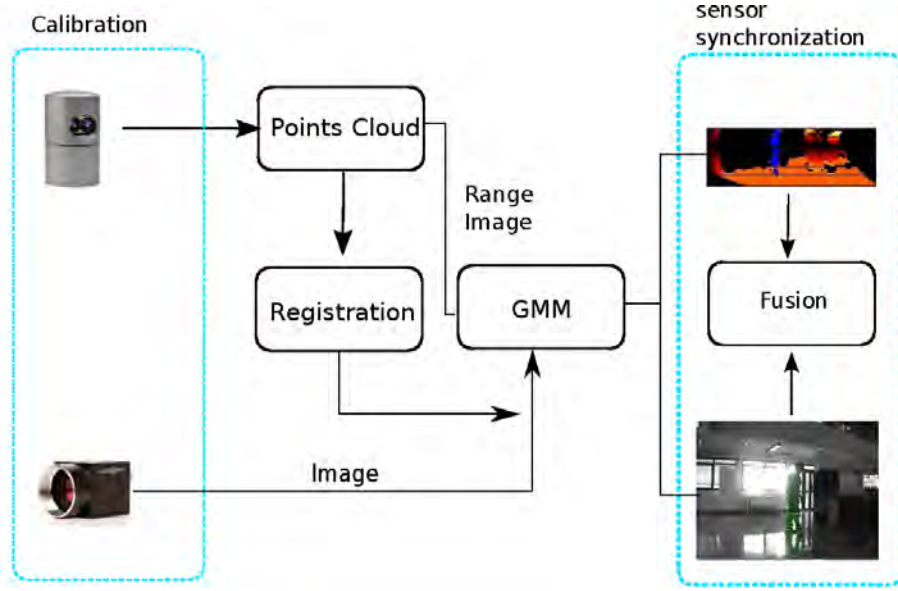 Calibration
sensor
synchronization
Points Cloud
Range
Image
Registration
GMM
Fusion
Image